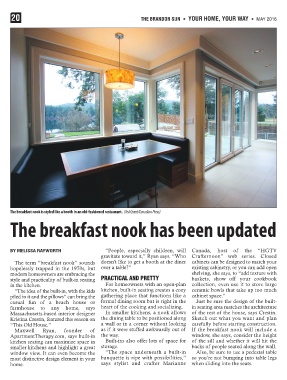 20
THE BRANDON SUN • YOUR HOME, YOUR WAY • MAY 2016
The breakfast nook is styled like a booth in an old-fashioned restaurant.
The breakfast nook has been updated
BY MELISSA RAYWORTH
The term "breakfast nook" sounds
hopelessly trapped in the 1970s, but
modern homeowners are embracing the
style and practicality of built-in seating
in the kitchen.
"The idea of the built-in, with the kids
piled in it and the pillows" can bring the
casual fun of a beach house or
farmhouse to any home, says
Massachusetts-based interior designer
Kristina Crestin, featured this season on
"This Old House."
Maxwell Ryan, founder of
ApartmentTherapy.com, says built-in
kitchen seating can maximize space in
smaller kitchens and highlight a great
window view. It can even become the
most distinctive design element in your
home.
"People, especially children, will
gravitate toward it," Ryan says. "Who
doesn't like to get a booth at the diner
over a table?"
PRACTICAL AND PRETTY
For homeowners with an open-plan
kitchen, built-in seating creates a cosy
gathering place that functions like a
formal dining room but is right in the
heart of the cooking and socializing.
In smaller kitchens, a nook allows
the dining table to be positioned along
a wall or in a corner without looking
as if it were stuffed awkwardly out of
the way.
Built-ins also offer lots of space for
storage.
"The space underneath a built-in
banquette is ripe with possibilities,"
says stylist and crafter Marianne
Canada, host of the "HGTV
Crafternoon" web series. Closed
cabinets can be designed to match your
existing cabinetry, or you can add open
shelving, she says, to "add texture with
baskets, show off your cookbook
collection, even use it to store large
ceramic bowls that take up too much
cabinet space."
Just be sure the design of the built-
in seating area matches the architecture
of the rest of the house, says Crestin.
Sketch out what you want and plan
carefully before starting construction.
If the breakfast nook will include a
window, she says, consider the height
of the sill and whether it will hit the
backs of people seated along the wall.
Also, be sure to use a pedestal table
so you're not bumping into table legs
when sliding into the seats.